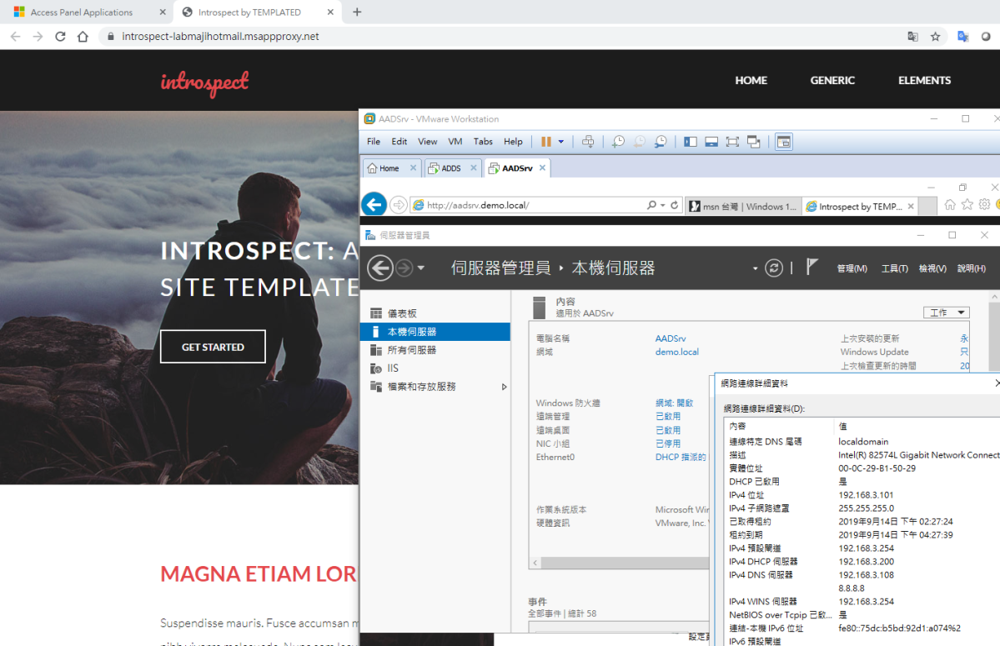 Access Panel Applications
Introspect by TEMPLATED
introspect-labmajihotmail.msappproxy.net
introspect
HOME GENERIC ELEMENTS
INTROSPECT: A
SITE TEMPLATE
GET STARTED
MAGNA ETIAM LOR
Suspendisse mauris. Fusce accumsan m
AADSrv - VMware Workstation
File Edit View VM Tabs Help
Home ADDS AADSrv
http://aadsrv.demo.local/
msn 台灣 | Windows 1...
Introspect by TEMP...
伺服器管理員
伺服器管理員 ‣ 本機伺服器
管理(M) 工具(T) 檢視(V) 說明(H)
儀表板
本機伺服器
所有伺服器
IIS
檔案和存放服務
內容
適用於 AADSrv
工作
電腦名稱 AADSrv 上次安裝的更新 永
網域 demo.local Windows Update 只
上次檢查更新的時間 20
Windows 防火牆 網域: 開啟
遠端管理 已啟用
遠端桌面 已啟用
NIC 小組 已停用
Ethernet0 DHCP 指派的
作業系統版本 Microsoft Wir
硬體資訊 VMware, Inc.
事件
全部事件 | 總計 58
網路連線詳細資料
網路連線詳細資料(D):
內容 值
連線特定 DNS 尾碼 localdomain
描述 Intel(R) 82574L Gigabit Network Connect
實體位址 00-0C-29-B1-50-29
DHCP 已啟用 是
IPv4 位址 192.168.3.101
IPv4 子網路遮罩 255.255.255.0
已取得租約 2019年9月14日 下午 02:27:24
租約到期 2019年9月14日 下午 04:27:39
IPv4 預設閘道 192.168.3.254
IPv4 DHCP 伺服器 192.168.3.200
IPv4 DNS 伺服器 192.168.3.108
8.8.8.8
IPv4 WINS 伺服器 192.168.3.254
NetBIOS over Tcpip 已啟... 是
連結-本機 IPv6 位址 fe80::75dc:b5bd:92d1:a074%2
IPv6 預設閘道